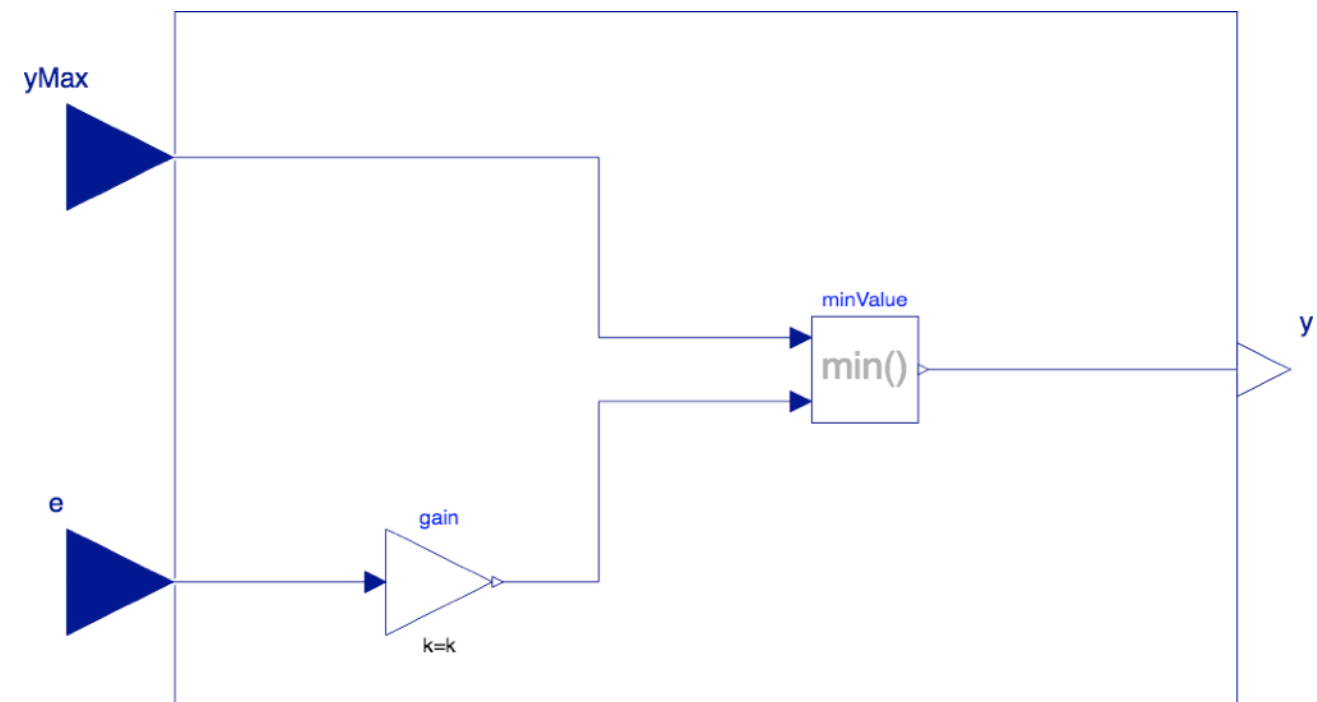 yMax
minValue
min()
y
e
gain
k=k